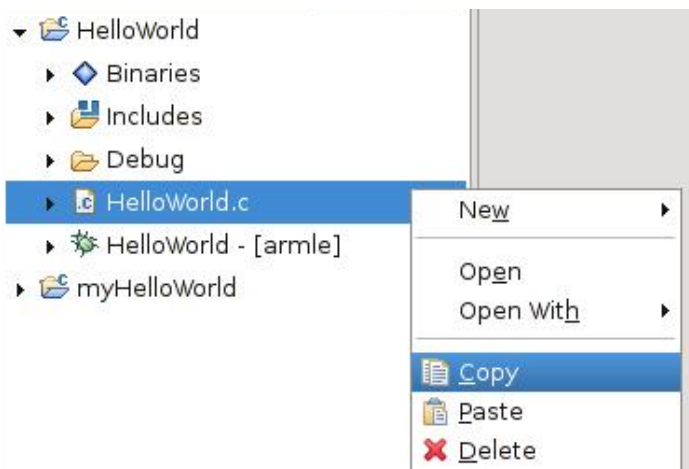 HelloWorld
Binaries
Includes
Debug
.c HelloWorld.c
HelloWorld - [armle]
myHelloWorld
New
Open
Open With
Copy
Paste
Delete